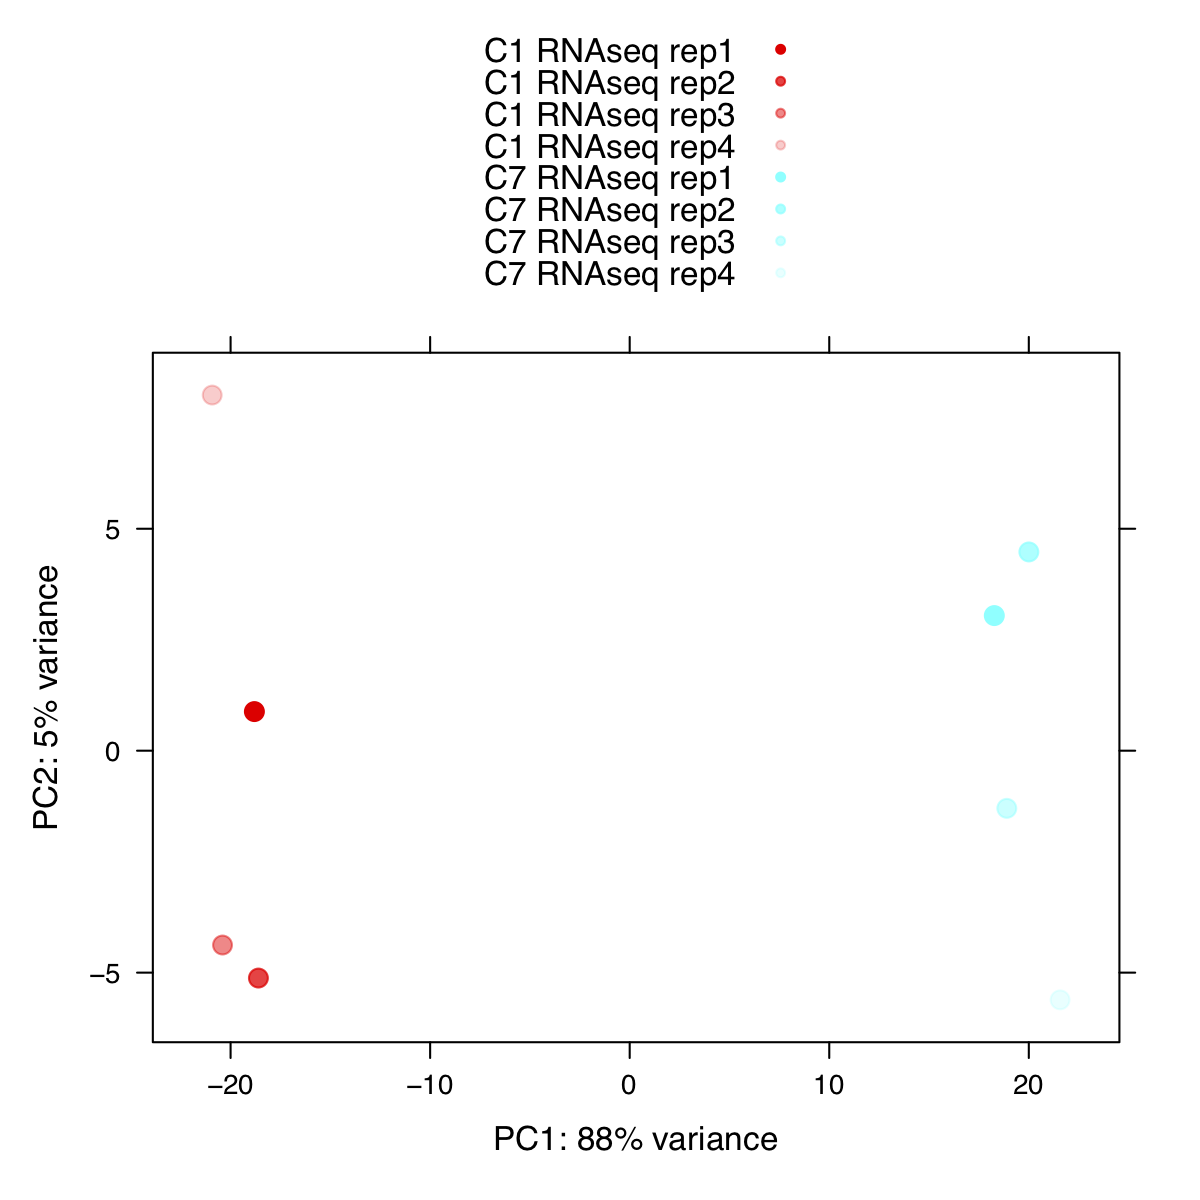 C1 RNAseq rep1
C1 RNAseq rep2
C1 RNAseq rep3
C1 RNAseq rep4
C7 RNAseq rep1
C7 RNAseq rep2
C7 RNAseq rep3
C7 RNAseq rep4
5
0
−5
PC2: 5% variance
−20 −10 0 10 20
PC1: 88% variance